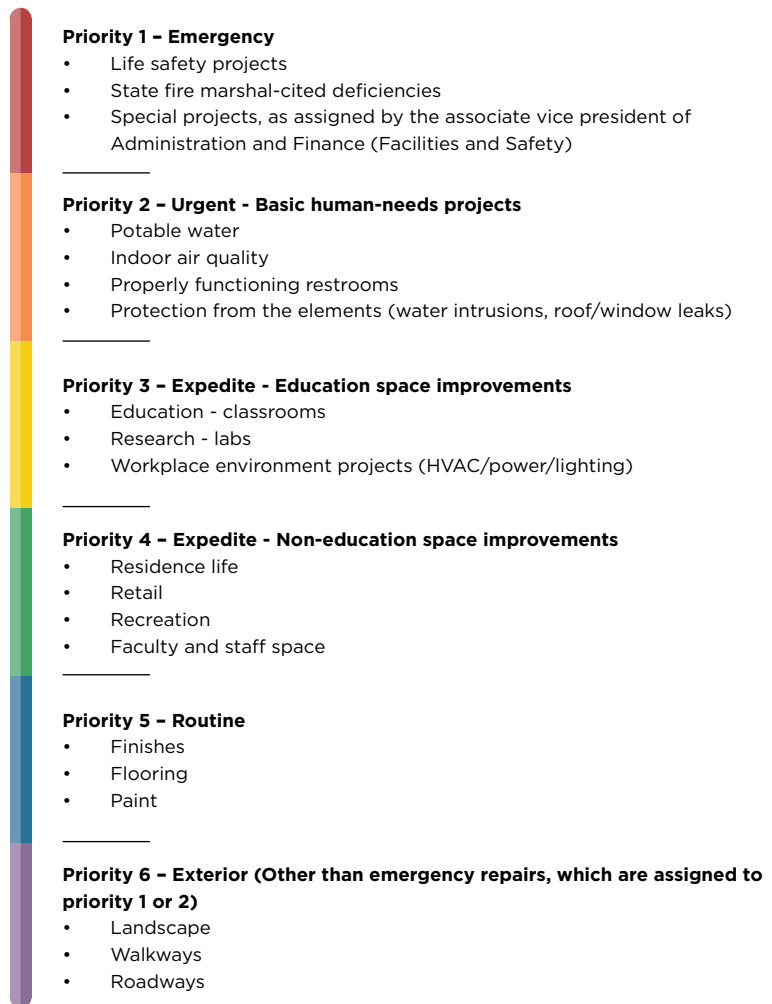 Priority 1 – Emergency
• Life safety projects
• State fire marshal-cited deficiencies
• Special projects, as assigned by the associate vice president of
Administration and Finance (Facilities and Safety)
Priority 2 – Urgent - Basic human-needs projects
• Potable water
• Indoor air quality
• Properly functioning restrooms
• Protection from the elements (water intrusions, roof/window leaks)
Priority 3 – Expedite - Education space improvements
• Education - classrooms
• Research - labs
• Workplace environment projects (HVAC/power/lighting)
Priority 4 – Expedite - Non-education space improvements
• Residence life
• Retail
• Recreation
• Faculty and staff space
Priority 5 – Routine
• Finishes
• Flooring
• Paint
Priority 6 – Exterior (Other than emergency repairs, which are assigned to
priority 1 or 2)
• Landscape
• Walkways
• Roadways